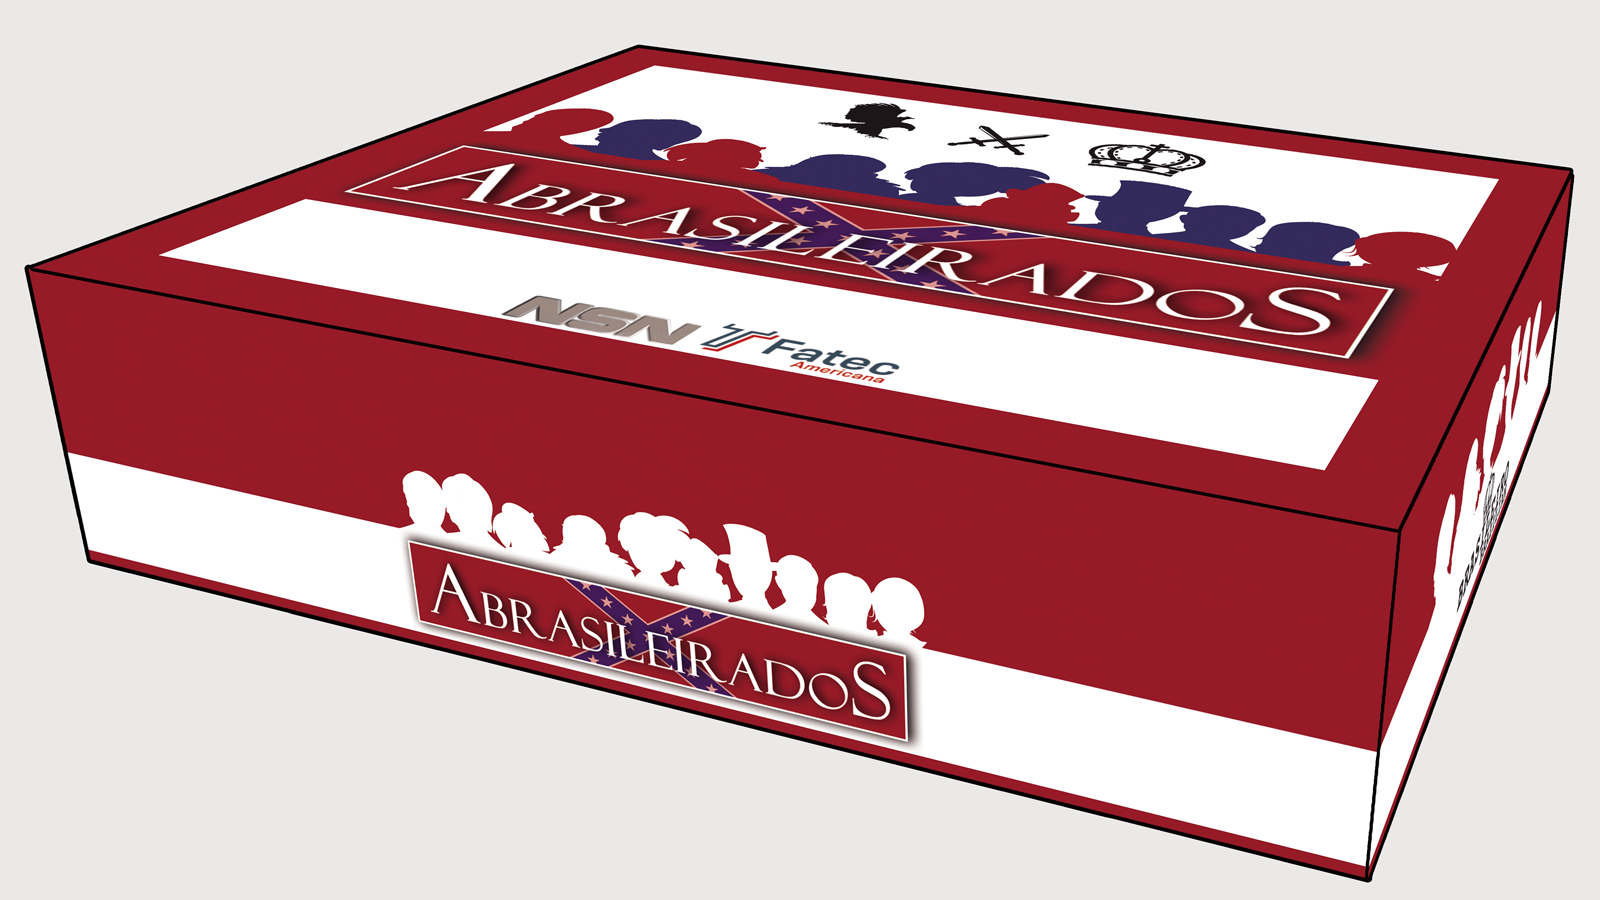 ABRASILEIRADOS
NSN
Fatec
Americana
ABRASILEIRADOS